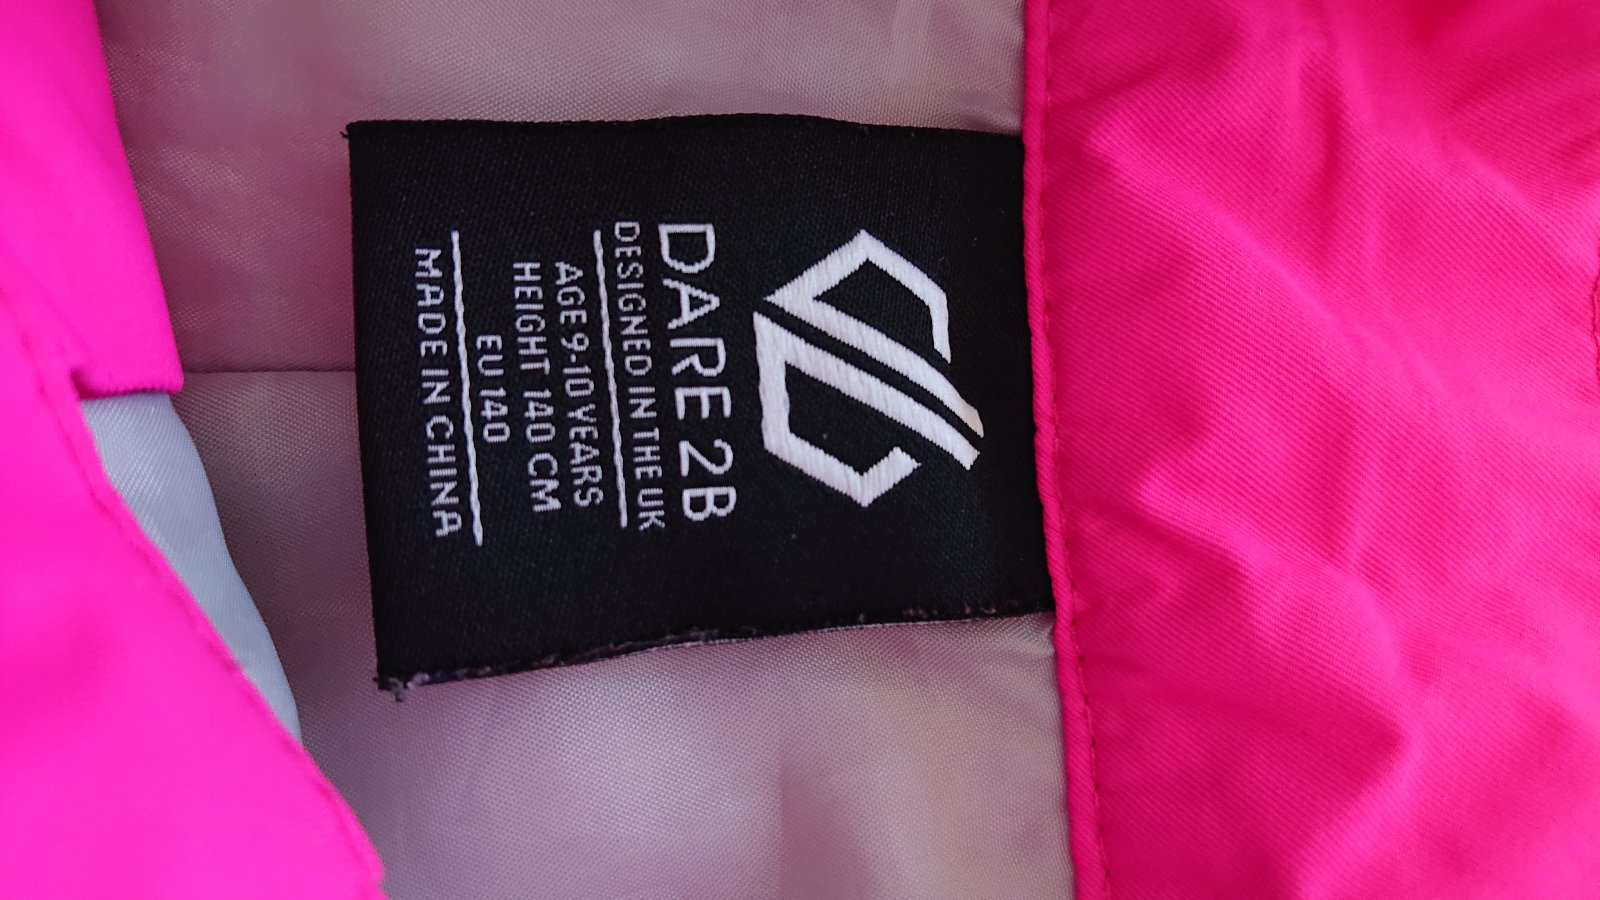 DARE 2B
DESIGNED IN THE UK
AGE 9-10 YEARS
HEIGHT 140 CM
EU 140
MADE IN CHINA